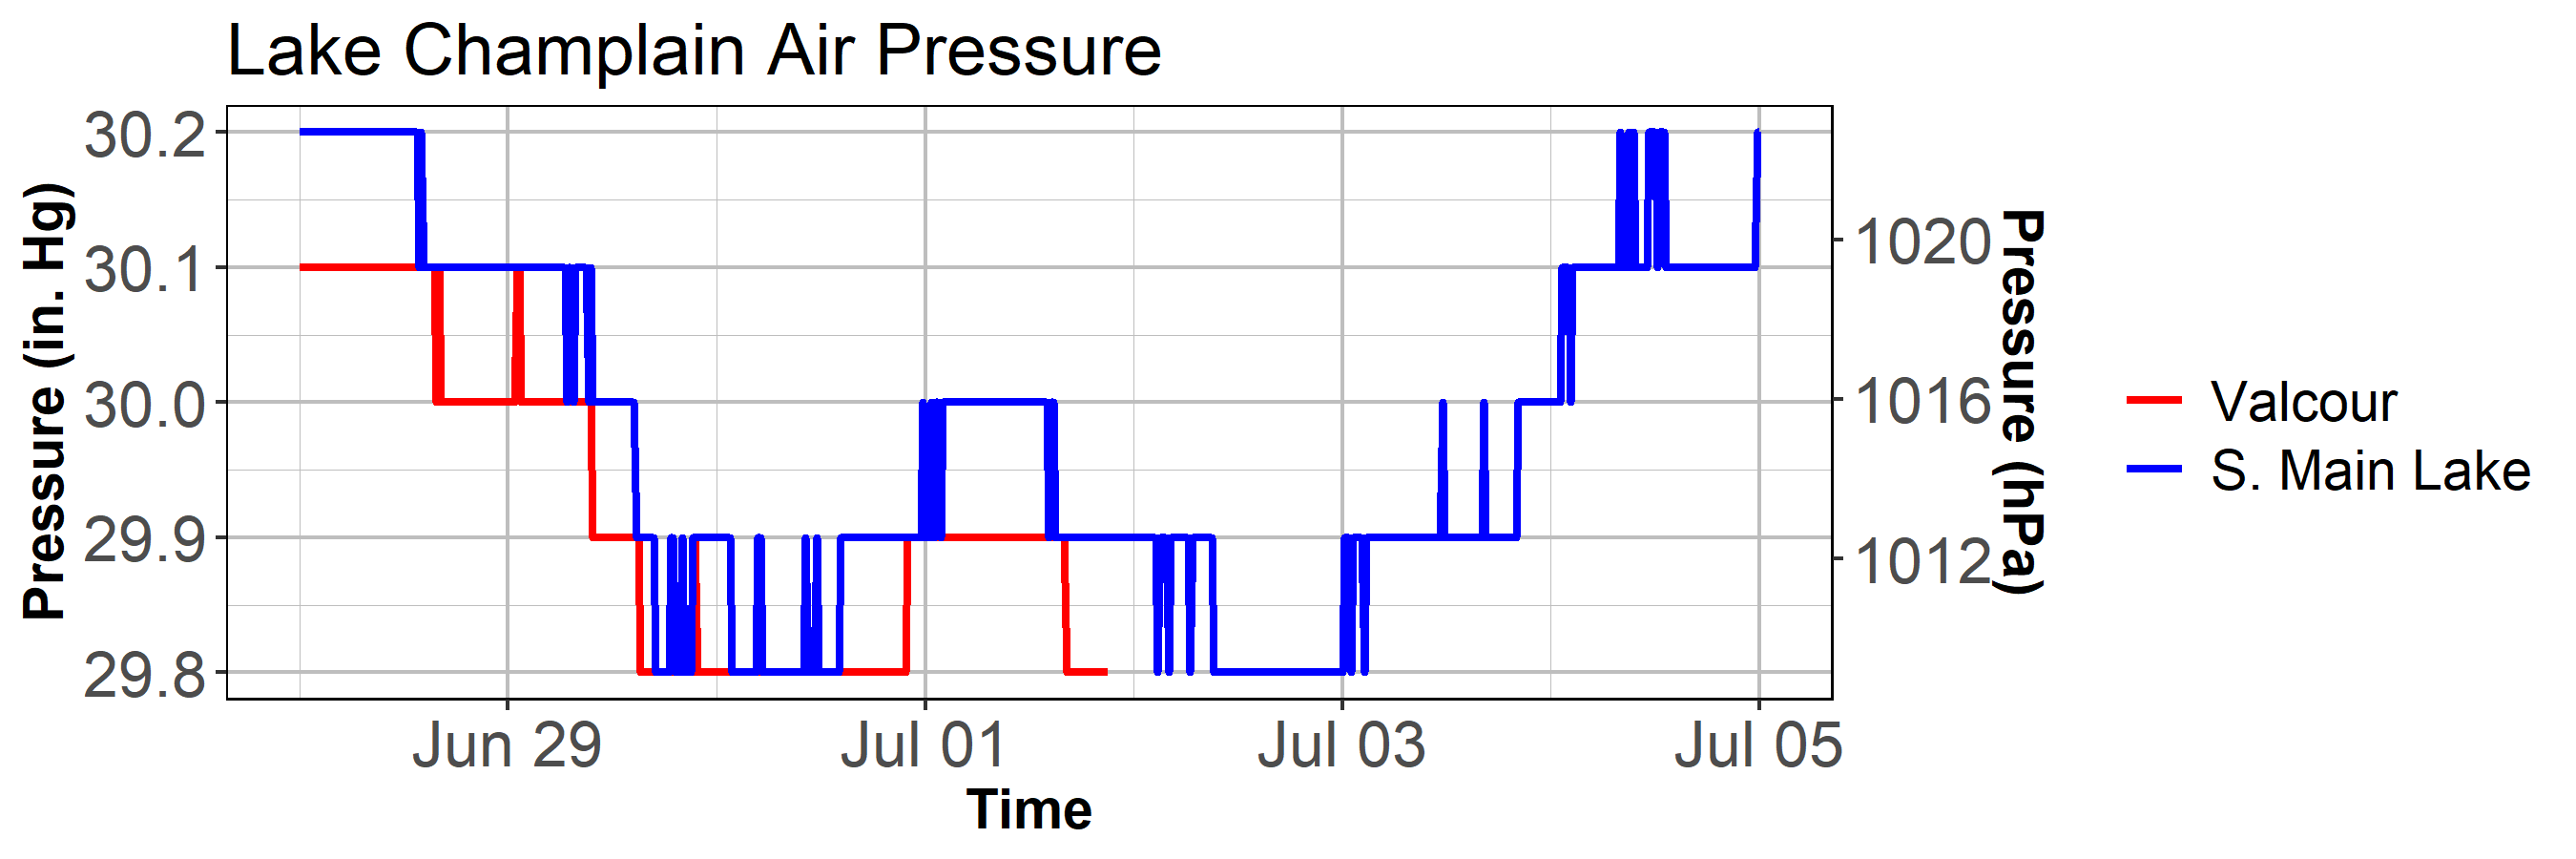 Lake Champlain Air Pressure
Pressure (in. Hg)
30.2
30.1
30.0
29.9
29.8
1020
1016
1012
Pressure (hPa)
Jun 29
Jul 01
Jul 03
Jul 05
Time
Valcour
S. Main Lake